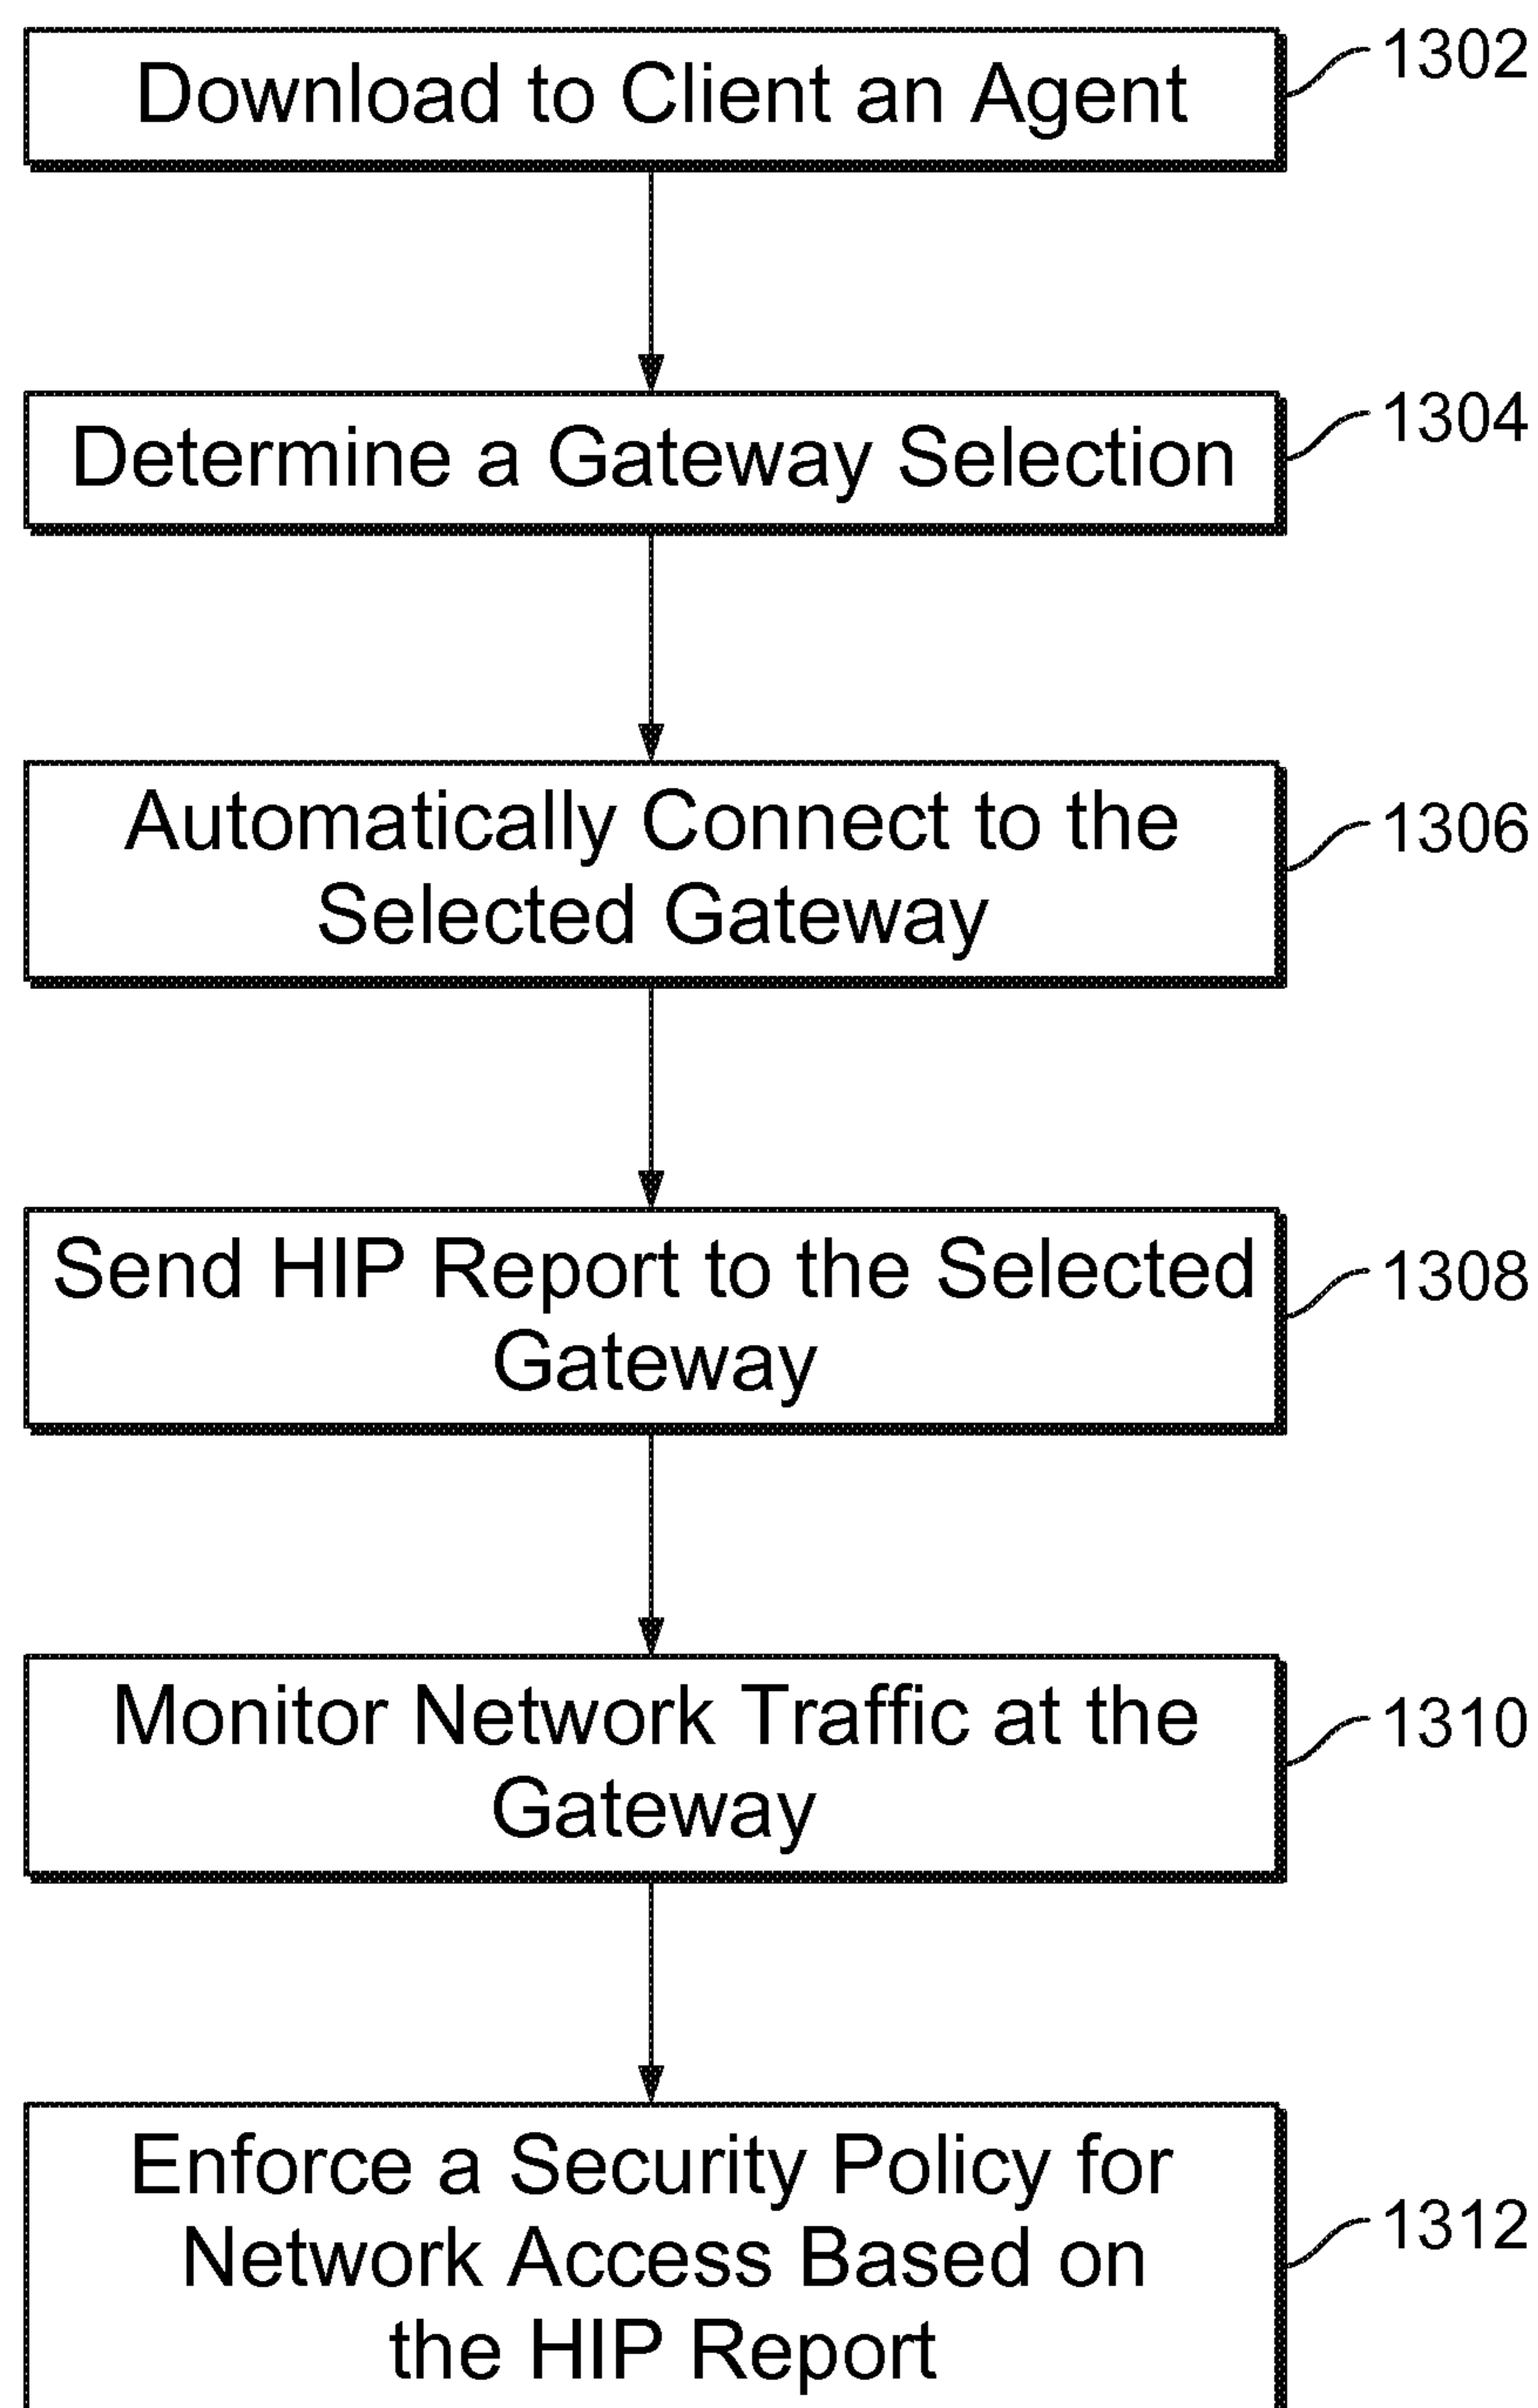 Download to Client an Agent
1302
Determine a Gateway Selection
1304
Automatically Connect to the
Selected Gateway
1306
Send HIP Report to the Selected
Gateway
1308
Monitor Network Traffic at the
Gateway
1310
Enforce a Security Policy for
Network Access Based on
the HIP Report
1312